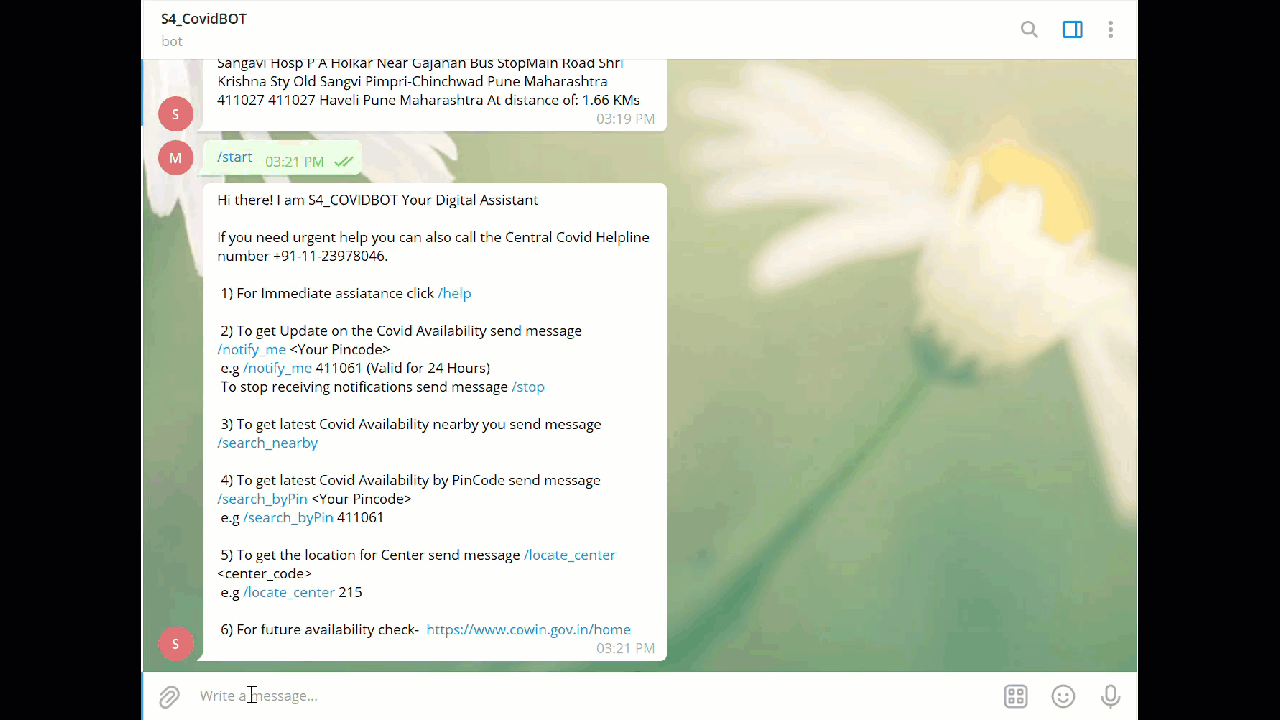 S4_CovidBOT
bot
Sangavi Hosp P A Holkar Near Gajanan Bus StopMain Road Shri
Krishna Sty Old Sangvi Pimpri-Chinchwad Pune Maharashtra
411027 411027 Haveli Pune Maharashtra At distance of: 1.66 KMs
03:19 PM
S
M
/start 03:21 PM
Hi there! I am S4_COVIDBOT Your Digital Assistant
If you need urgent help you can also call the Central Covid Helpline
number +91-11-23978046.
1) For Immediate assiatance click /help
2) To get Update on the Covid Availability send message
/notify_me <Your Pincode>
e.g /notify_me 411061 (Valid for 24 Hours)
To stop receiving notifications send message /stop
3) To get latest Covid Availability nearby you send message
/search_nearby
4) To get latest Covid Availability by PinCode send message
/search_byPin <Your Pincode>
e.g /search_byPin 411061
5) To get the location for Center send message /locate_center
<center_code>
e.g /locate_center 215
6) For future availability check- https://www.cowin.gov.in/home
03:21 PM
S
Write a message...